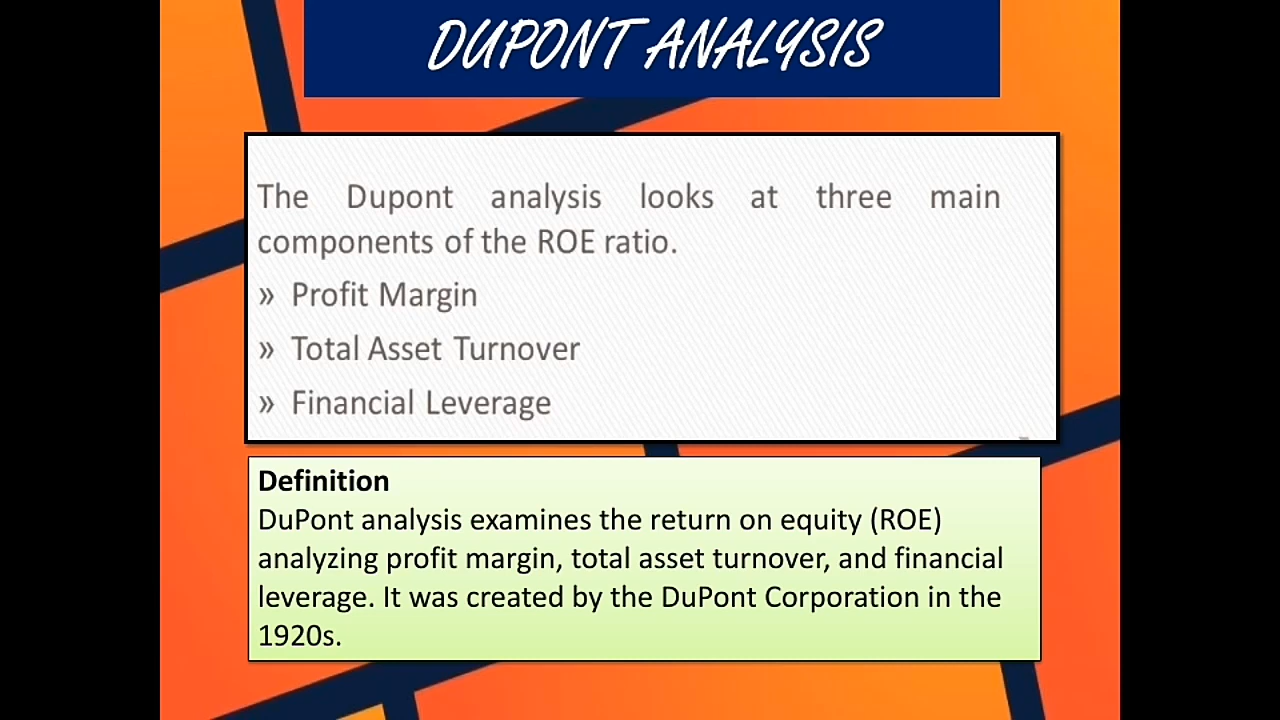 DUPONT ANALYSIS
The Dupont analysis looks at three main
components of the ROE ratio.
» Profit Margin
» Total Asset Turnover
» Financial Leverage
Definition
DuPont analysis examines the return on equity (ROE)
analyzing profit margin, total asset turnover, and financial
leverage. It was created by the DuPont Corporation in the
1920s.